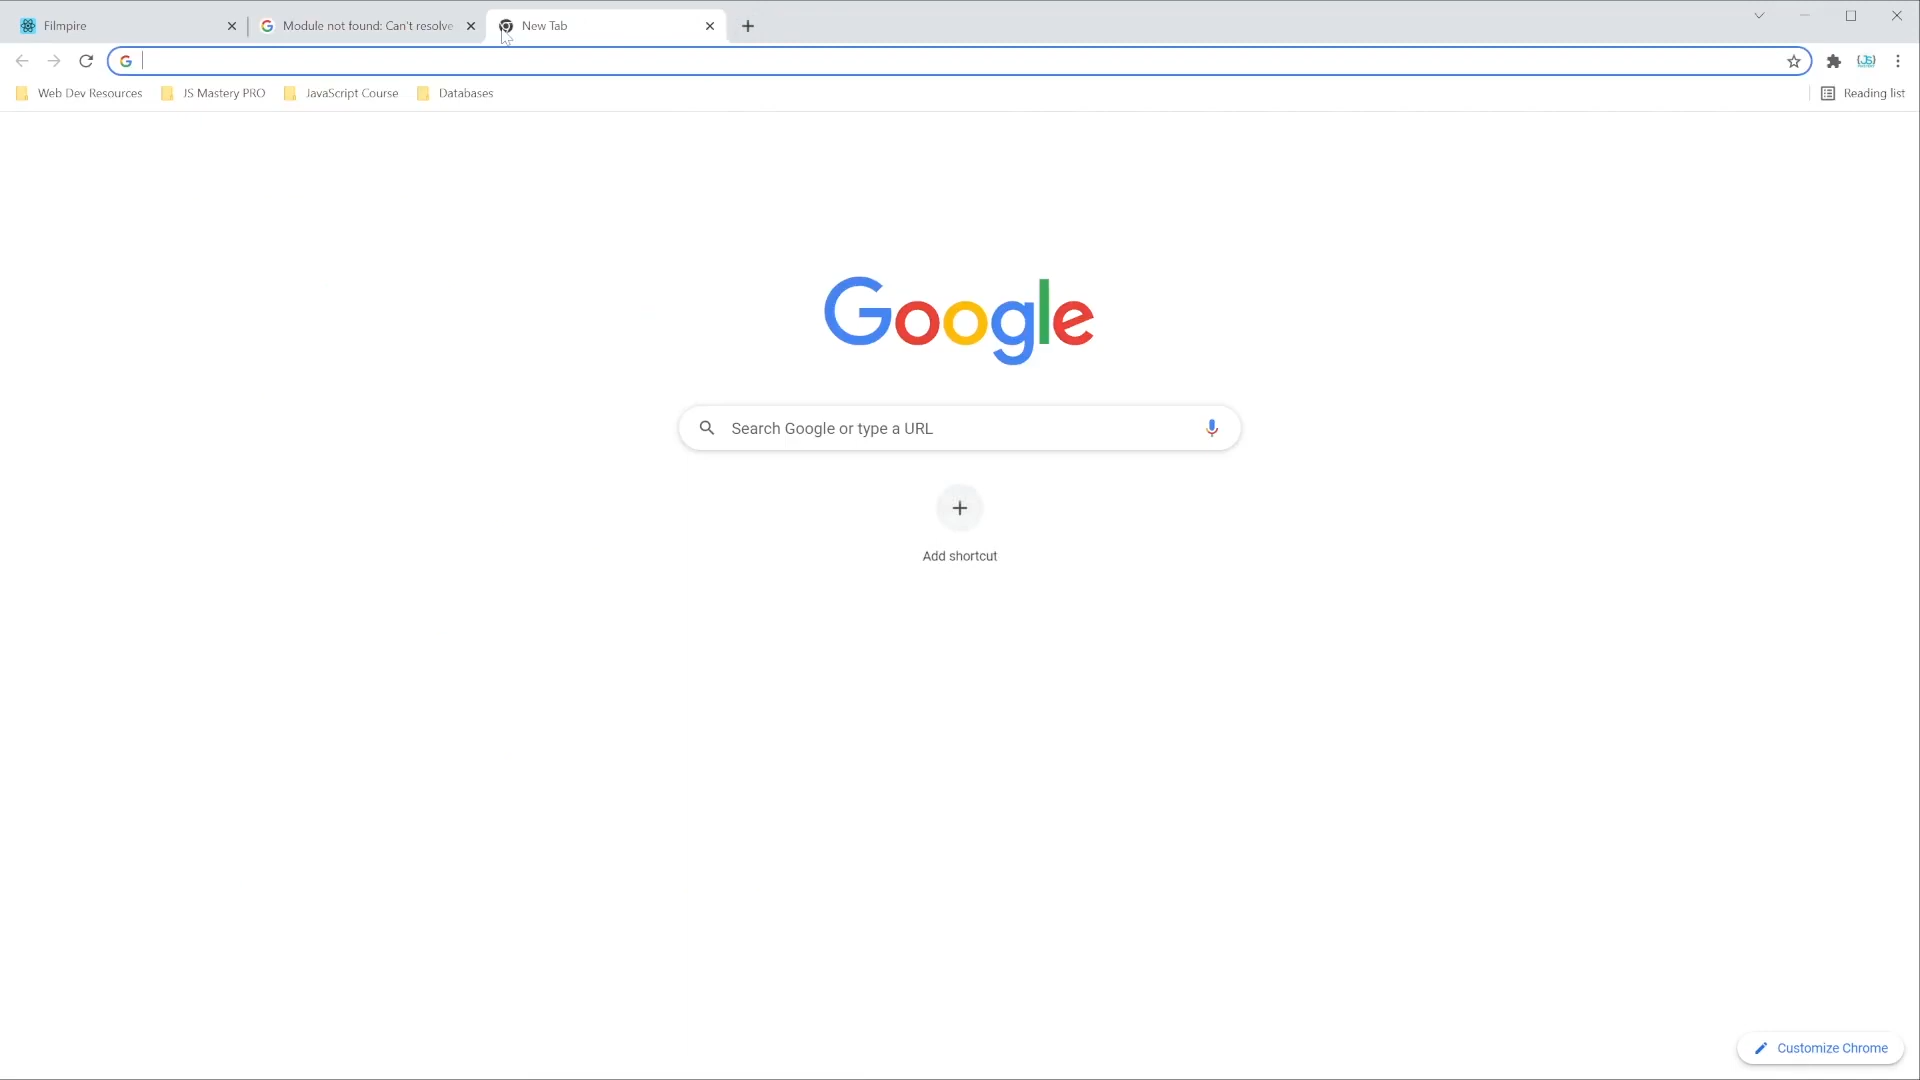 Filmpire
Module not found: Can't resolve
New Tab
Web Dev Resources
JS Mastery PRO
JavaScript Course
Databases
Reading list
Google
Search Google or type a URL
Add shortcut
Customize Chrome